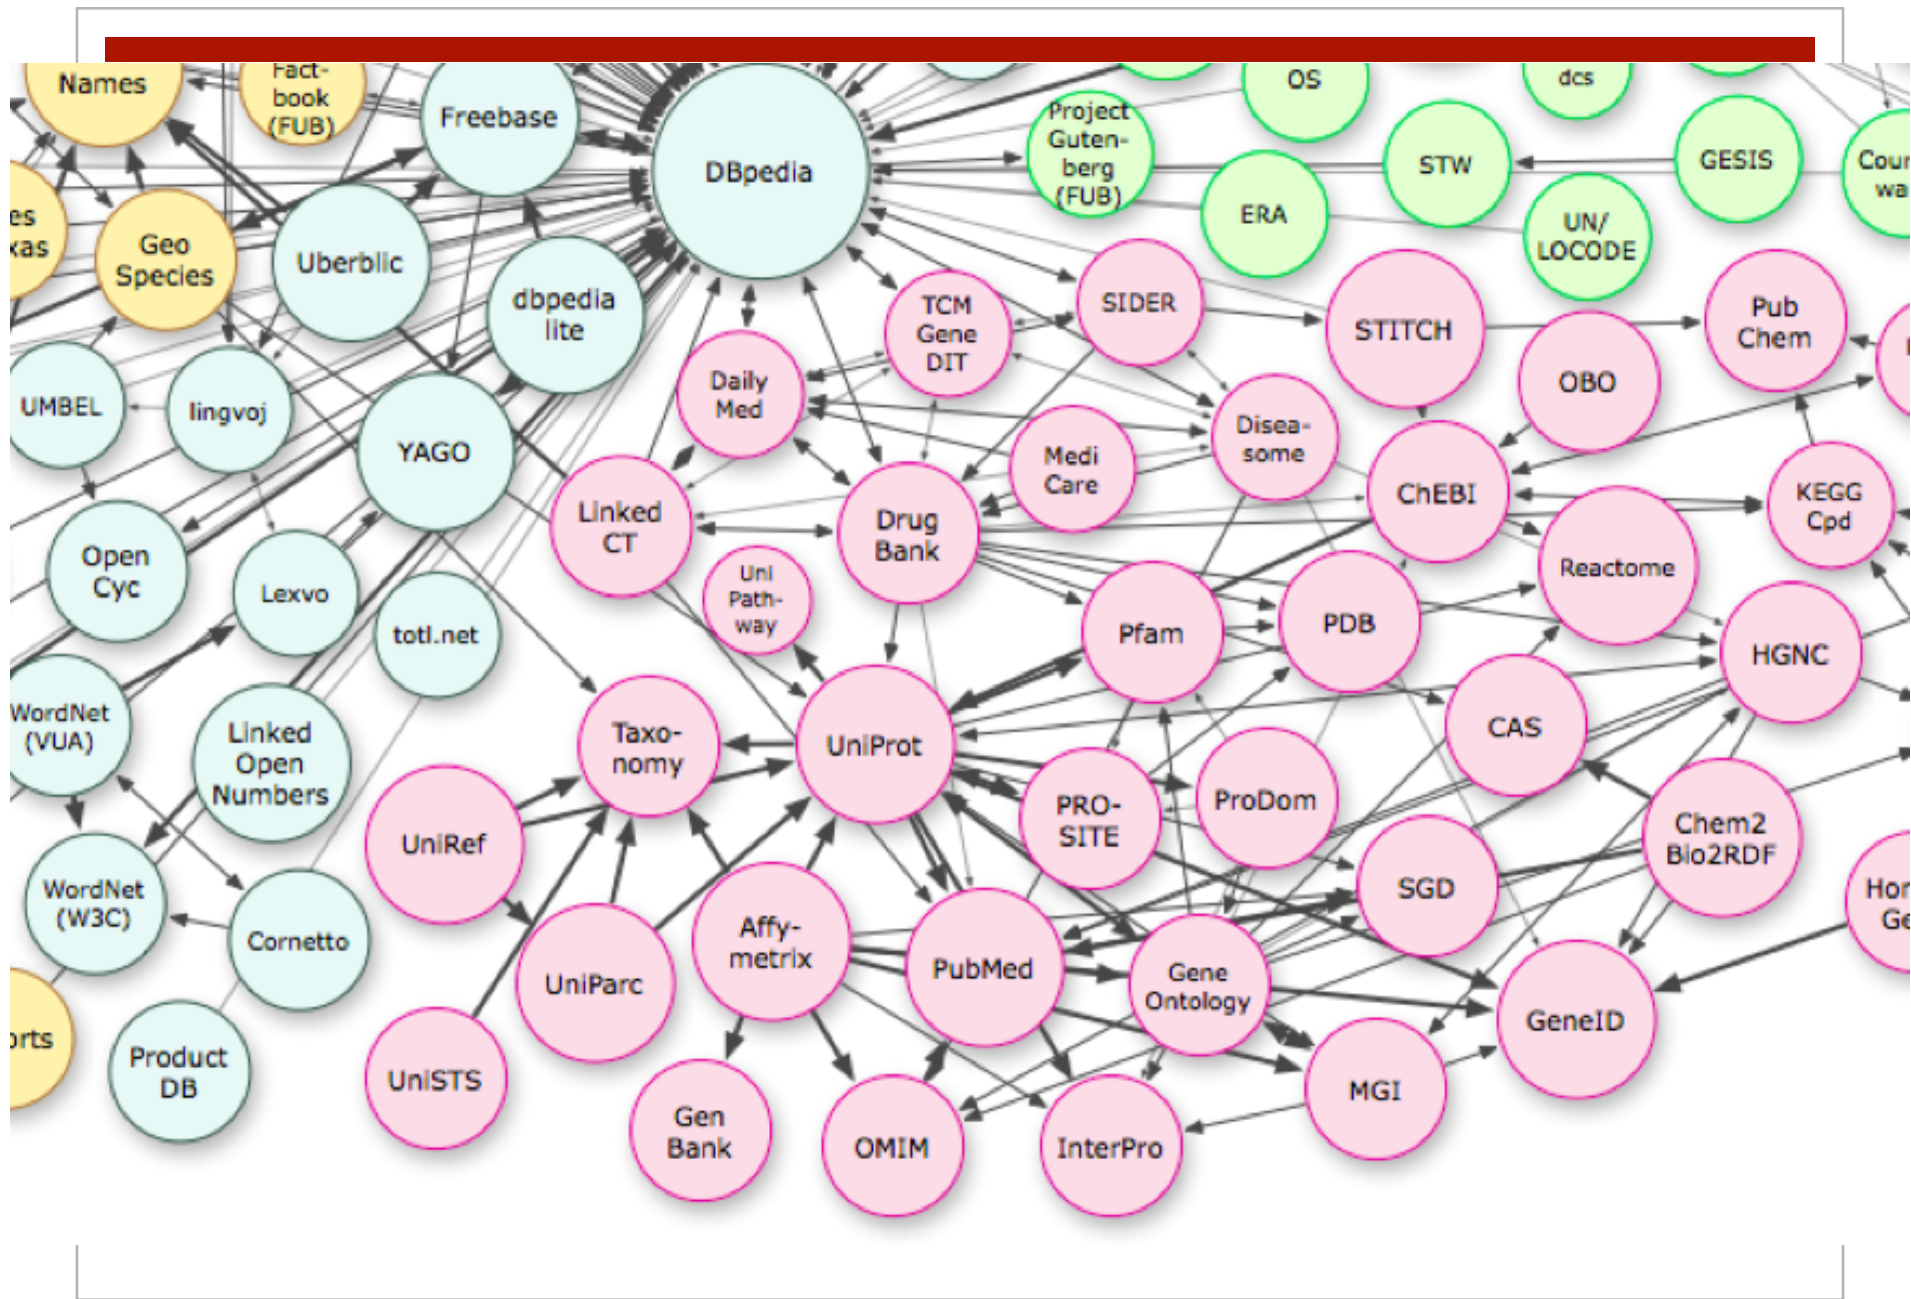 Names
Fact-
book
(FUB)
Freebase
DBpedia
Project
Guten-
berg
(FUB)
OS
dcs
STW
GESIS
ERA
UN/
LOCODE
es
xas
Geo
Species
Uberblic
dbpedia
lite
TCM
Gene
DIT
SIDER
STITCH
Pub
Chem
OBO
UMBEL
lingvoj
YAGO
Daily
Med
Medi
Care
Disea-
some
ChEBI
KEGG
Cpd
Linked
CT
Drug
Bank
Reactome
Open
Cyc
Lexvo
totl.net
Uni
Path-
way
Pfam
PDB
HGNC
WordNet
(VUA)
Linked
Open
Numbers
Taxo-
nomy
UniProt
CAS
PRO-
SITE
ProDom
UniRef
Chem2
Bio2RDF
SGD
WordNet
(W3C)
Cornetto
UniParc
Affy-
metrix
PubMed
Gene
Ontology
GeneID
orts
Product
DB
UniSTS
Gen
Bank
OMIM
InterPro
MGI